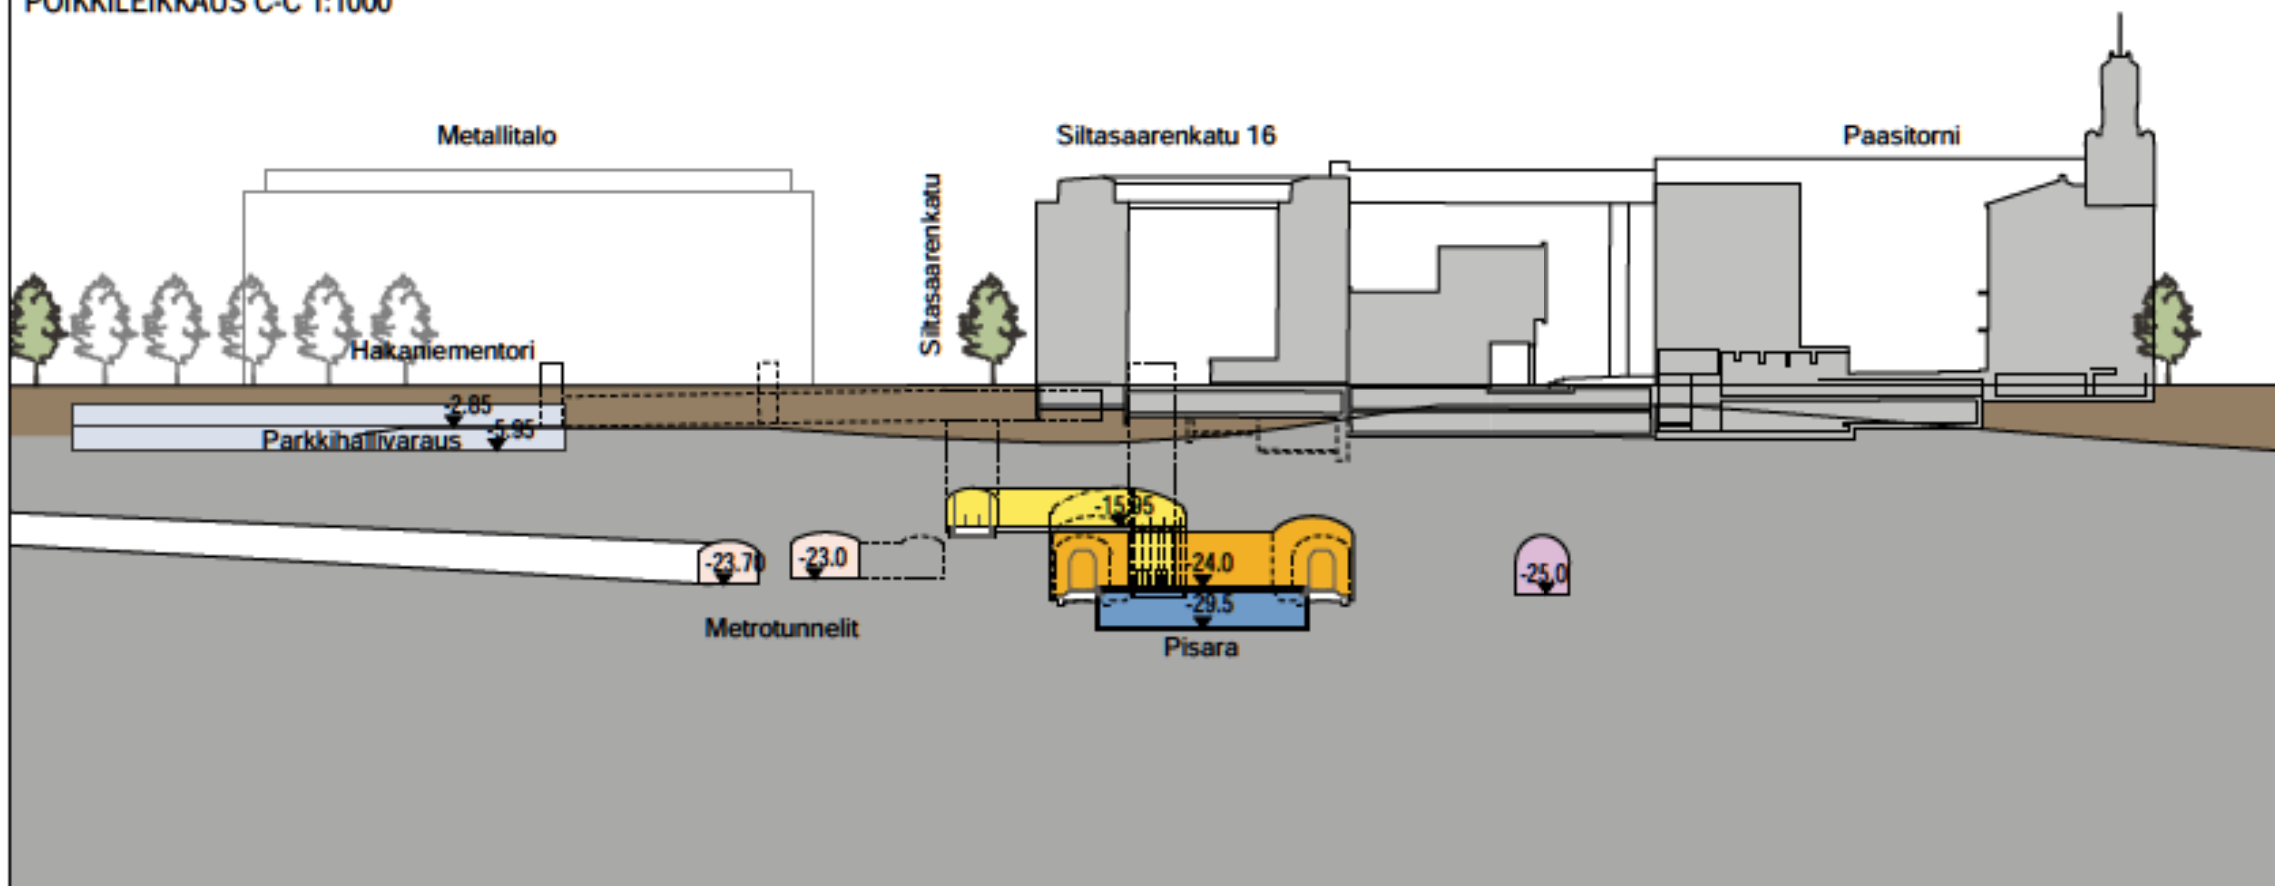 POIKKILEIKKAUS C-C 1:1000
Metallitalo
Siltasaarenkatu
Siltasaarenkatu 16
Paasitorni
Hakaniementori
-2.85
-5.95
Parkkihallivaraus
-15.95
-23.70
-23.0
-24.0
-25.0
-29.5
Metrotunnelit
Pisara